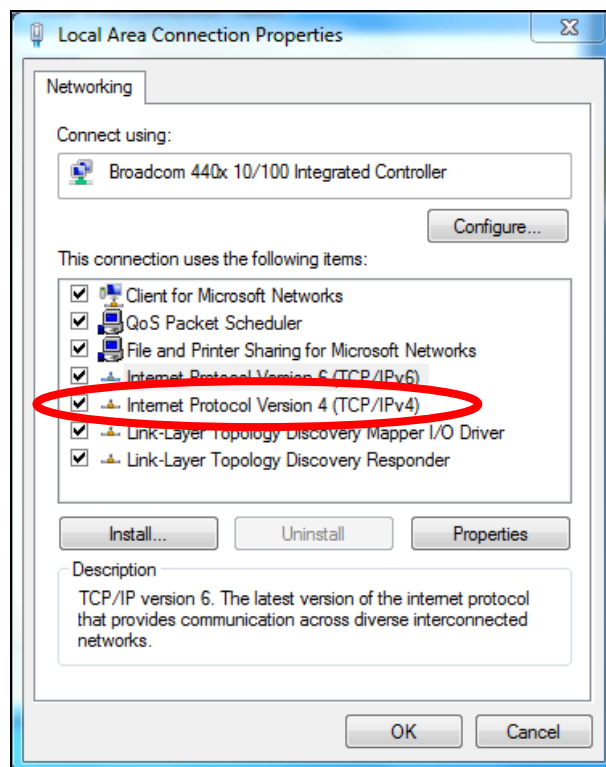 Local Area Connection Properties
Networking
Connect using:
Broadcom 440x 10/100 Integrated Controller
Configure...
This connection uses the following items:
Client for Microsoft Networks
QoS Packet Scheduler
File and Printer Sharing for Microsoft Networks
Internet Protocol Version 6 (TCP/IPv6)
Internet Protocol Version 4 (TCP/IPv4)
Link-Layer Topology Discovery Mapper I/O Driver
Link-Layer Topology Discovery Responder
Install...
Uninstall
Properties
Description
TCP/IP version 6. The latest version of the internet protocol
that provides communication across diverse interconnected
networks.
OK
Cancel